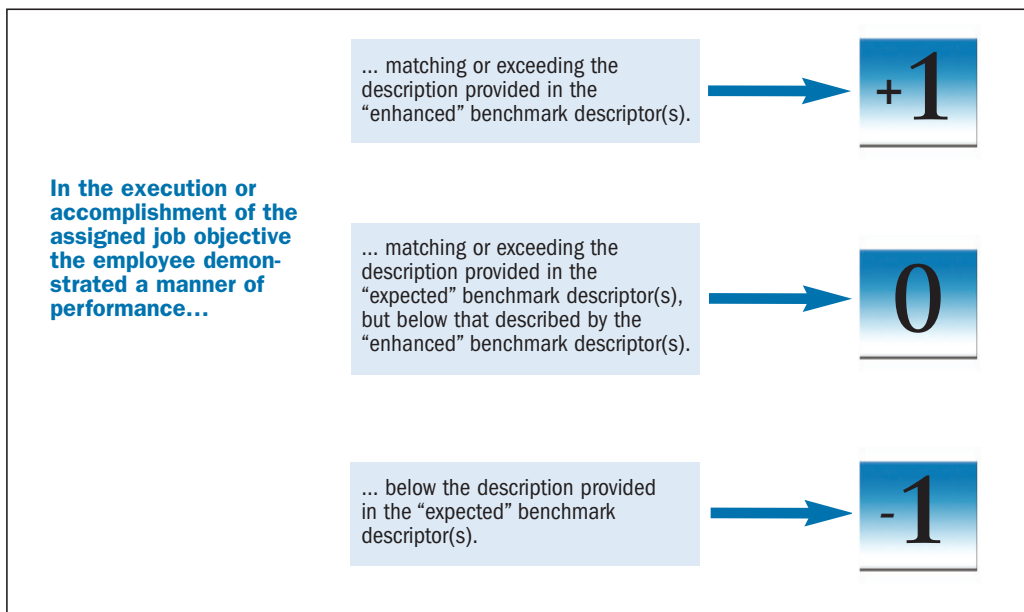 ... matching or exceeding the
description provided in the
“enhanced” benchmark descriptor(s).
+1
In the execution or
accomplishment of the
assigned job objective
the employee demon-
strated a manner of
performance...
... matching or exceeding the
description provided in the
“expected” benchmark descriptor(s),
but below that described by the
“enhanced” benchmark descriptor(s).
0
... below the description provided
in the “expected” benchmark
descriptor(s).
-1